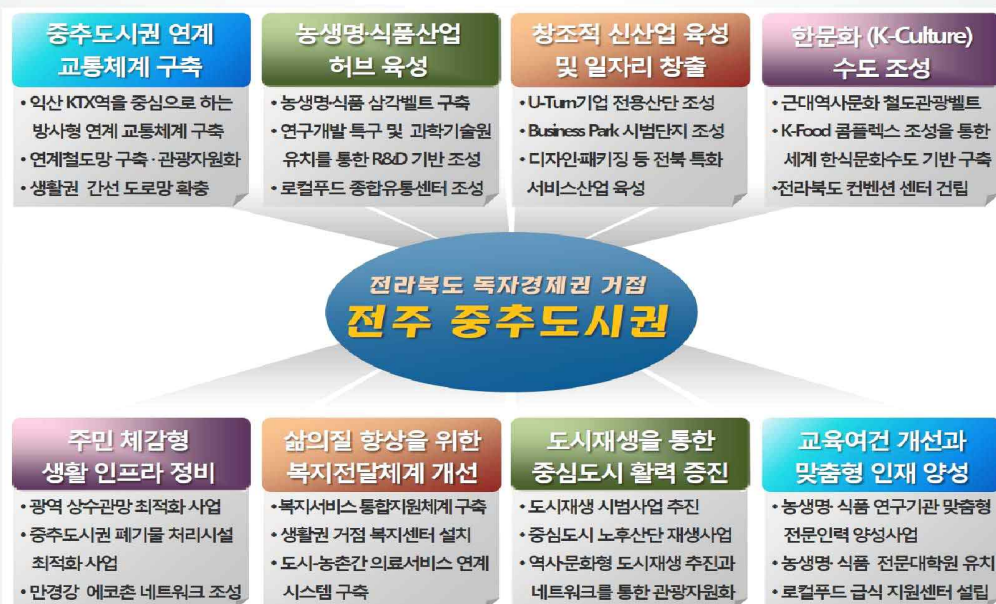 중추도시권 연계
교통체계 구축
• 익산 KTX역을 중심으로 하는
방사형 연계 교통체계 구축
• 연계철도망 구축·관광자원화
• 생활권 간선 도로망 확충
농생명·식품산업
허브 육성
• 농생명·식품 삼각벨트 구축
• 연구개발 특구 및 과학기술원
유치를 통한 R&D 기반 조성
• 로컬푸드 종합유통센터 조성
창조적 신산업 육성
및 일자리 창출
• U-Turn기업 전용산단 조성
• Business Park 시범단지 조성
• 디자인·패키징 등 전북 특화
서비스산업 육성
한문화 (K-Culture)
수도 조성
• 근대역사문화 철도관광벨트
• K-Food 콤플렉스 조성을 통한
세계 한식문화수도 기반 구축
•전라북도 컨벤션 센터 건립
전라북도 독자경제권 거점
전주 중추도시권
주민 체감형
생활 인프라 정비
• 광역 상수관망 최적화 사업
• 중추도시권 폐기물 처리시설
최적화 사업
• 만경강 에코촌 네트워크 조성
삶의질 향상을 위한
복지전달체계 개선
•복지서비스 통합지원체계 구축
• 생활권 거점 복지센터 설치
• 도시-농촌간 의료서비스 연계
시스템 구축
도시재생을 통한
중심도시 활력 증진
• 도시재생 시범사업 추진
• 중심도시 노후산단 재생사업
• 역사·문화형 도시재생 추진과
네트워크를 통한 관광자원화
교육여건 개선과
맞춤형 인재 양성
• 농생명·식품 연구기관 맞춤형
전문인력 양성사업
• 농생명·식품 전문대학원 유치
• 로컬푸드 급식 지원센터 설립